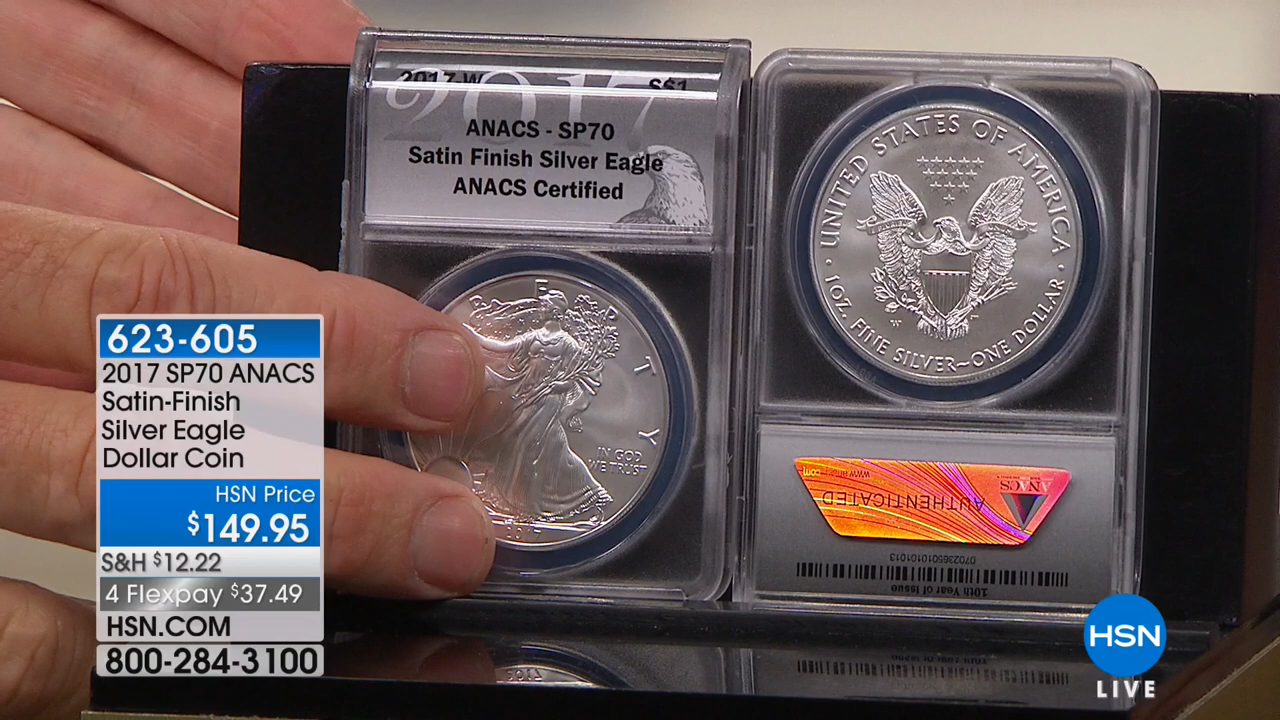 2017-W S$1
2017
ANACS - SP70
Satin Finish Silver Eagle
ANACS Certified
T
Y
IN GOD
WE TRUST
2017
UNITED STATES OF AMERICA
1 OZ. FINE SILVER~ONE DOLLAR
W
ANACS
AUTHENTICATED
0702365010101013
10th Year of Issue
623-605
2017 SP70 ANACS
Satin-Finish
Silver Eagle
Dollar Coin
HSN Price
$149.95
S&H $12.22
4 Flexpay $37.49
HSN.COM
800-284-3100
HSN
LIVE